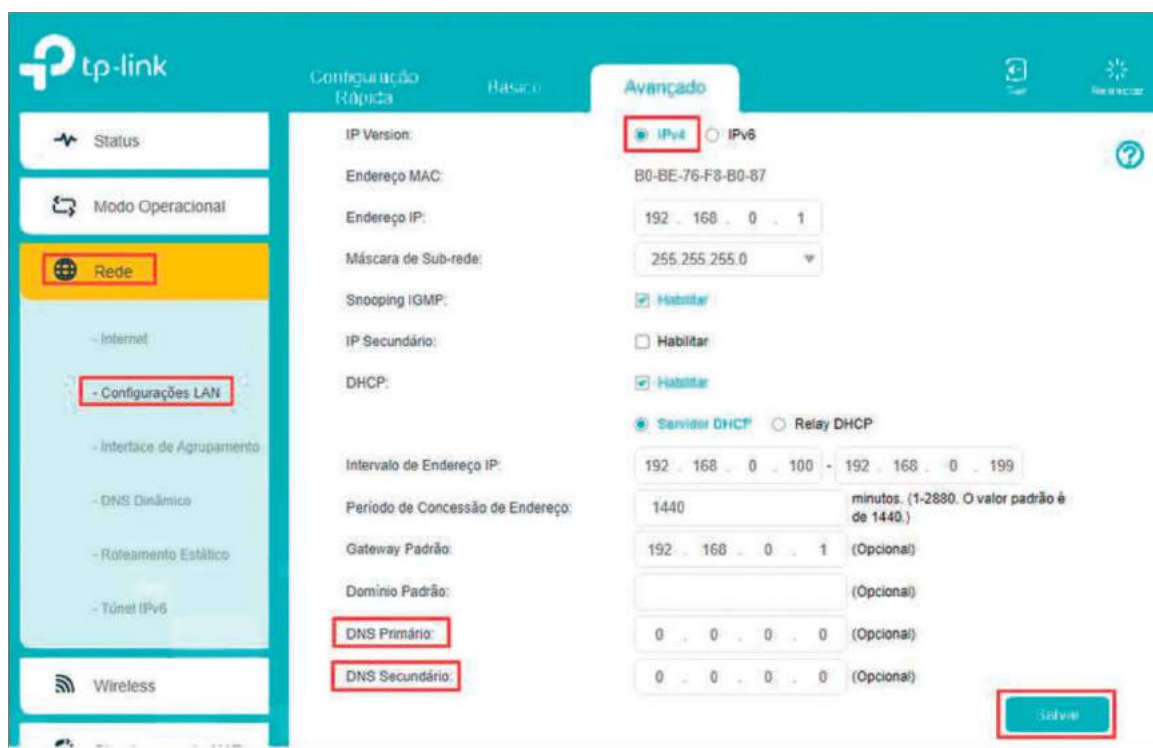 tp-link
Configuração
Rápida
Básico
Avançado
Sair
Reiniciar
Status
Modo Operacional
Rede
- Internet
- Configurações LAN
- Interface de Agrupamento
- DNS Dinâmico
- Roteamento Estático
- Túnel IPv6
Wireless
IP Version: IPv4 IPv6
Endereço MAC: B0-BE-76-F8-B0-87
Endereço IP: 192 . 168 . 0 . 1
Máscara de Sub-rede: 255.255.255.0
Snooping IGMP: Habilitar
IP Secundário: Habilitar
DHCP: Habilitar
Servidor DHCP Relay DHCP
Intervalo de Endereço IP: 192 . 168 . 0 . 100 - 192 . 168 . 0 . 199
Período de Concessão de Endereço: 1440 minutos. (1-2880. O valor padrão é
de 1440.)
Gateway Padrão: 192 . 168 . 0 . 1 (Opcional)
Domínio Padrão: (Opcional)
DNS Primário: 0 . 0 . 0 . 0 (Opcional)
DNS Secundário: 0 . 0 . 0 . 0 (Opcional)
Salvar